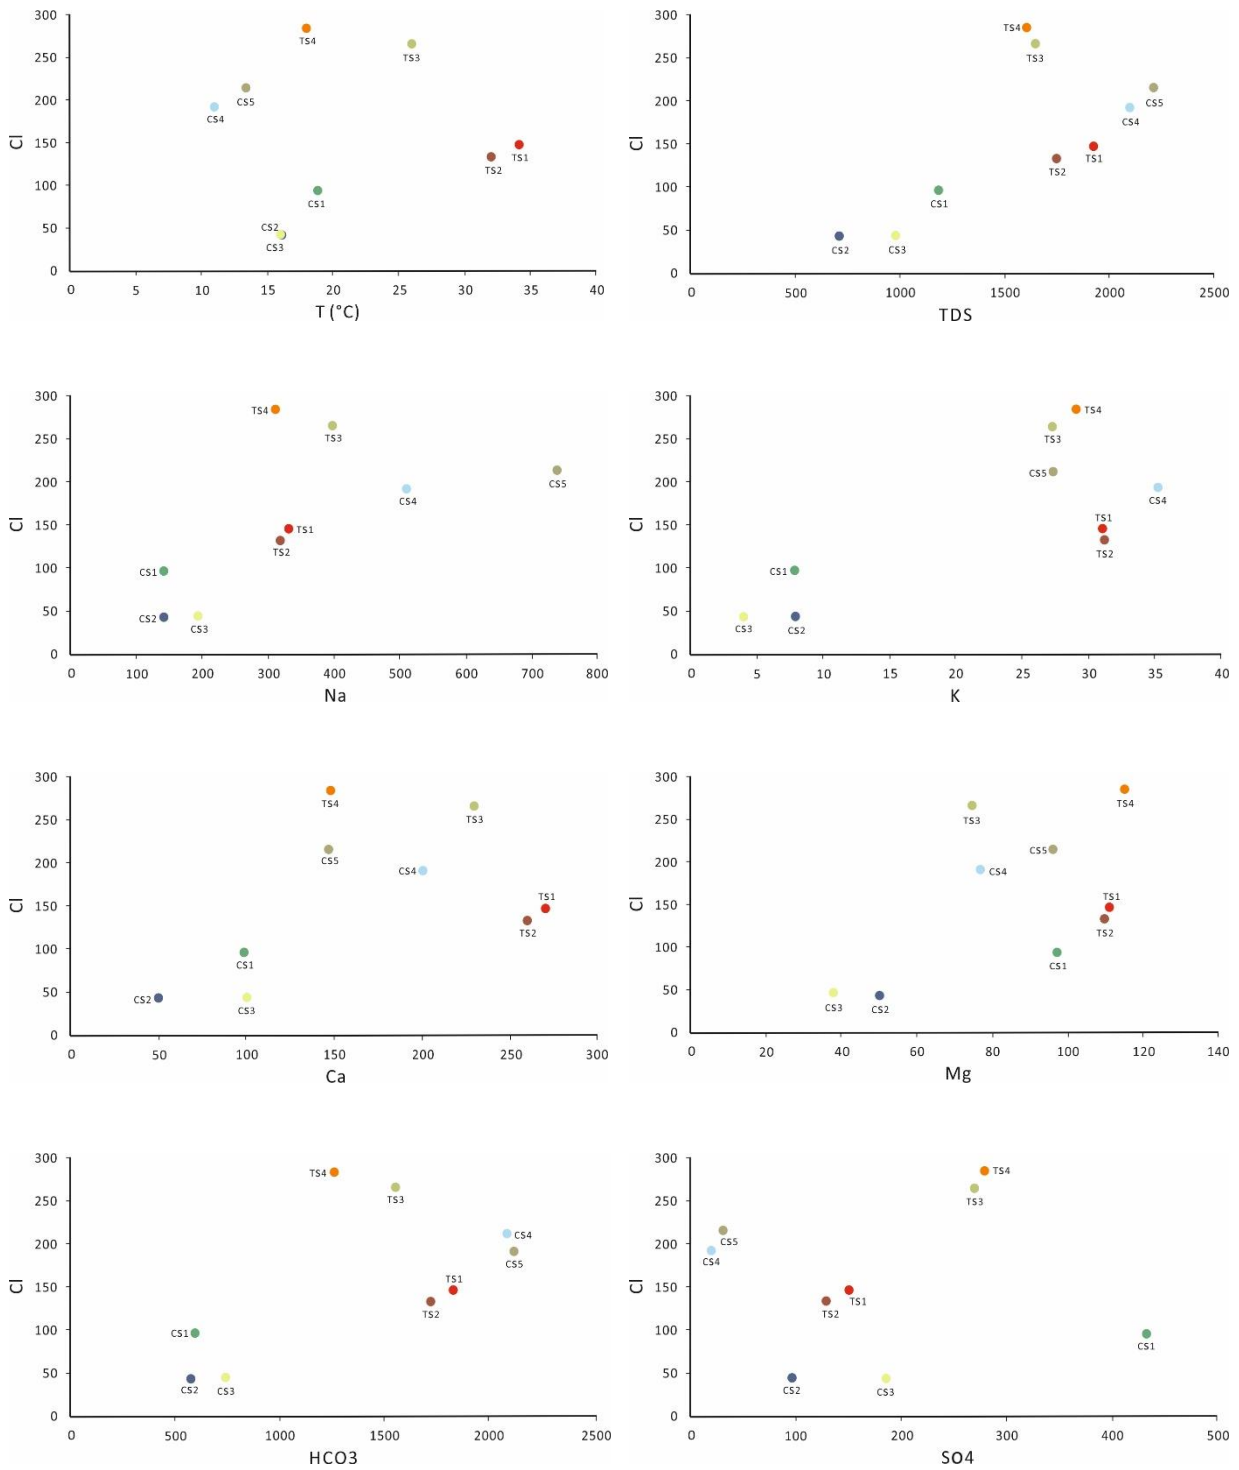 300
250
200
150
100
50
0
Cl
TS4
TS3
CS5
CS4
TS1
TS2
CS1
CS2
CS3
0 5 10 15 20 25 30 35 40
T (°C)
300
250
200
150
100
50
0
Cl
TS4
TS3
CS5
CS4
TS1
TS2
CS1
CS2
CS3
0 500 1000 1500 2000 2500
TDS
300
250
200
150
100
50
0
Cl
TS4
TS3
CS5
CS4
TS1
TS2
CS1
CS2
CS3
0 100 200 300 400 500 600 700 800
Na
300
250
200
150
100
50
0
Cl
TS4
TS3
CS5
CS4
TS1
TS2
CS1
CS3
CS2
0 5 10 15 20 25 30 35 40
K
300
250
200
150
100
50
0
Cl
TS4
TS3
CS5
CS4
TS1
TS2
CS1
CS2
CS3
0 50 100 150 200 260 300
Ca
300
250
200
150
100
50
0
Cl
TS4
TS3
CS5
CS4
TS1
TS2
CS1
CS3
CS2
0 20 40 60 80 100 120 140
Mg
300
250
200
150
100
50
0
Cl
TS4
TS3
CS4
CS5
TS1
TS2
CS1
CS2
CS3
0 500 1000 1500 2000 2500
HCO3
300
250
200
150
100
50
0
Cl
TS4
TS3
CS5
CS4
TS1
TS2
CS1
CS2
CS3
0 100 200 300 400 500
SO4